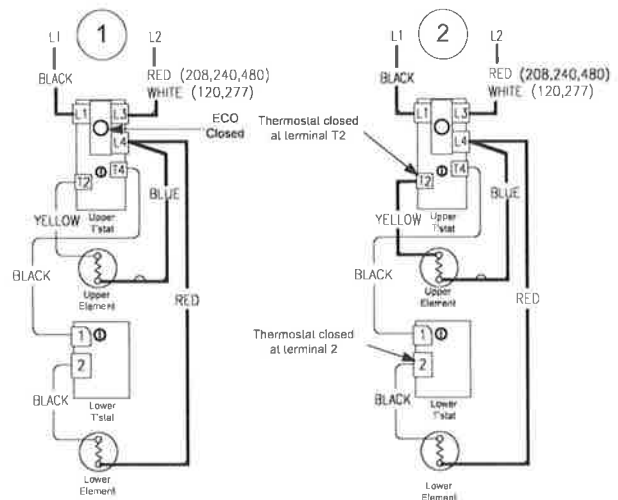 L1
1
L2
BLACK
RED (208,240,480)
WHITE (120,277)
L1
L3
ECO
Closed
L4
T2
T4
BLUE
YELLOW
Upper
T'stat
BLACK
Upper
Element
RED
1
2
BLACK
Lower
T'stat
Lower
Element
L1
2
L2
BLACK
RED (208,240,480)
WHITE (120,277)
Thermostat closed
at terminal T2
L1
L3
L4
T2
T4
BLUE
YELLOW
Upper
T'stat
BLACK
Upper
Element
RED
Thermostat closed
at terminal 2
1
2
BLACK
Lower
T'stat
Lower
Element